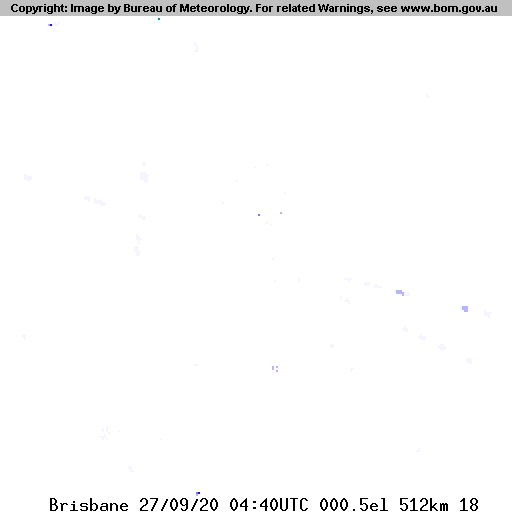 Copyright: Image by Bureau of Meteorology. For related Warnings, see www.bom.gov.au
Brisbane 27/09/20 04:40UTC 000.5el 512km 18